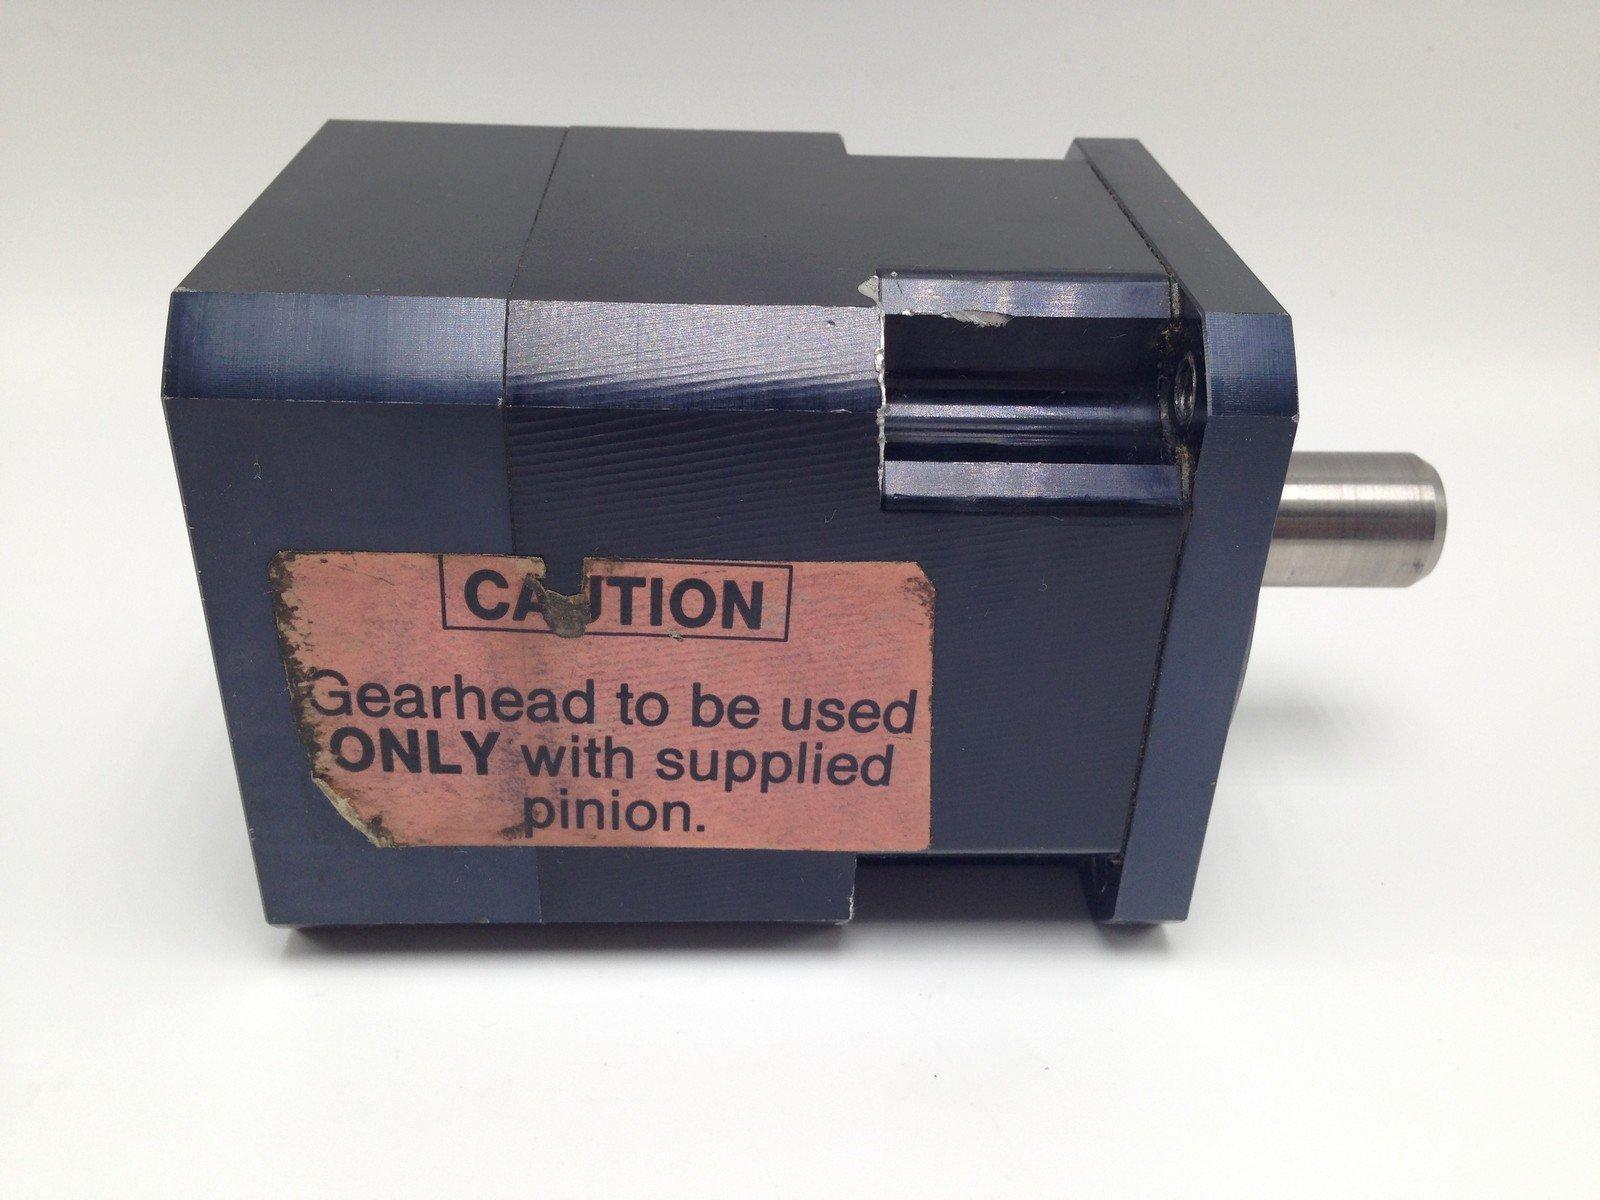 CAUTION
Gearhead to be used
ONLY with supplied
pinion.